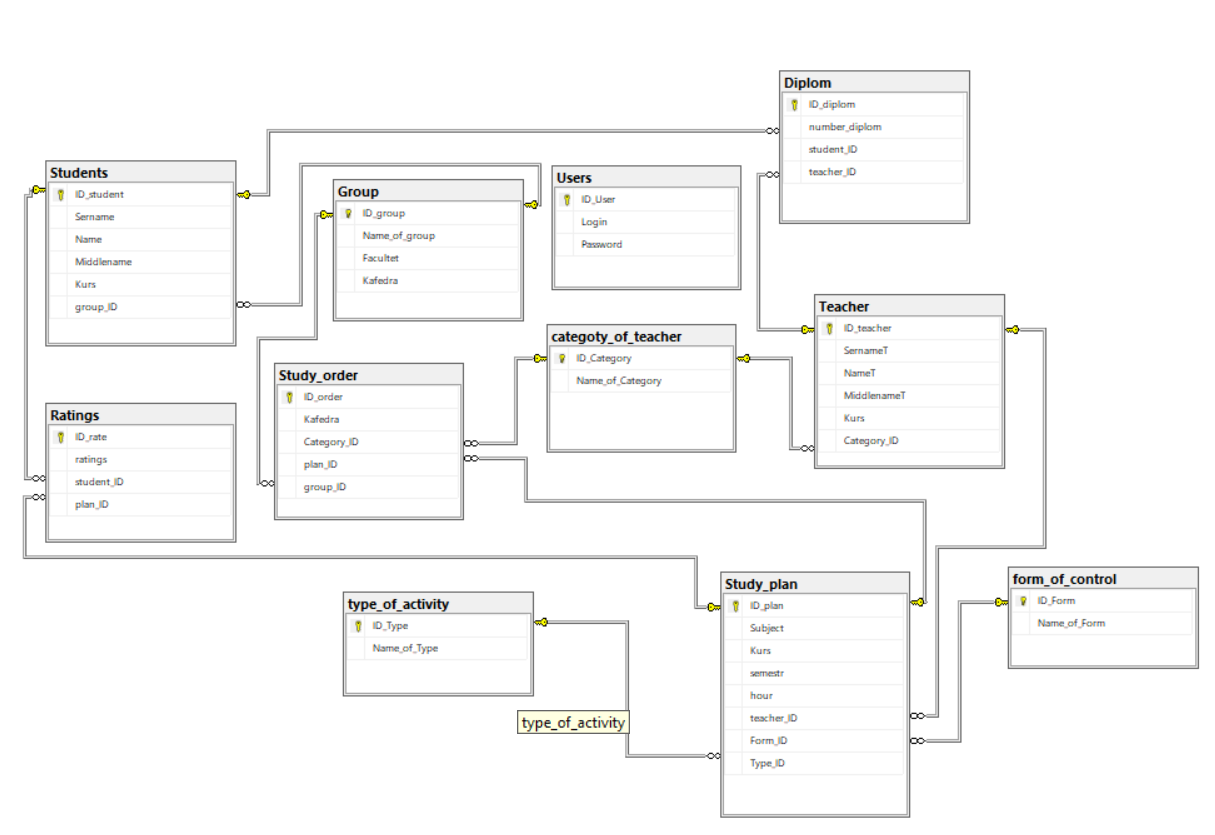 Diplom
ID_diplom
number_diplom
student_ID
teacher_ID
Students
ID_student
Sername
Name
Middlename
Kurs
group_ID
Group
ID_group
Name_of_group
Facultet
Kafedra
Users
ID_User
Login
Password
Teacher
ID_teacher
SernameT
NameT
MiddlenameT
Kurs
Category_ID
categoty_of_teacher
ID_Category
Name_of_Category
Study_order
ID_order
Kafedra
Category_ID
plan_ID
group_ID
Ratings
ID_rate
ratings
student_ID
plan_ID
type_of_activity
ID_Type
Name_of_Type
type_of_activity
Study_plan
ID_plan
Subject
Kurs
semestr
hour
teacher_ID
Form_ID
Type_ID
form_of_control
ID_Form
Name_of_Form